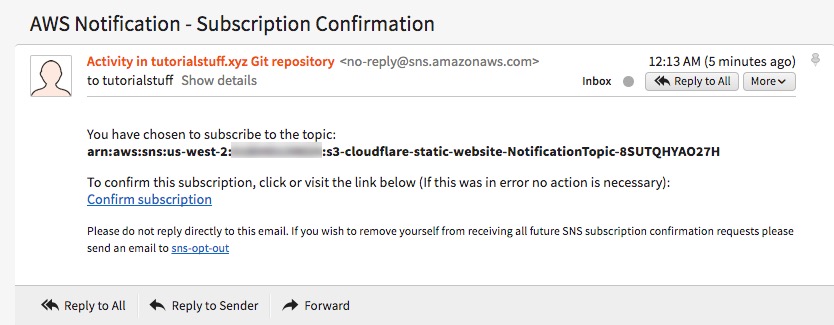 AWS Notification - Subscription Confirmation
Activity in tutorialstuff.xyz Git repository <no-reply@sns.amazonaws.com>
12:13 AM (5 minutes ago)
to tutorialstuff Show details
Inbox
Reply to All
More
You have chosen to subscribe to the topic:
arn:aws:sns:us-west-2: :s3-cloudflare-static-website-NotificationTopic-8SUTQHYAO27H
To confirm this subscription, click or visit the link below (If this was in error no action is necessary):
Confirm subscription
Please do not reply directly to this email. If you wish to remove yourself from receiving all future SNS subscription confirmation requests please
send an email to sns-opt-out
Reply to All Reply to Sender Forward